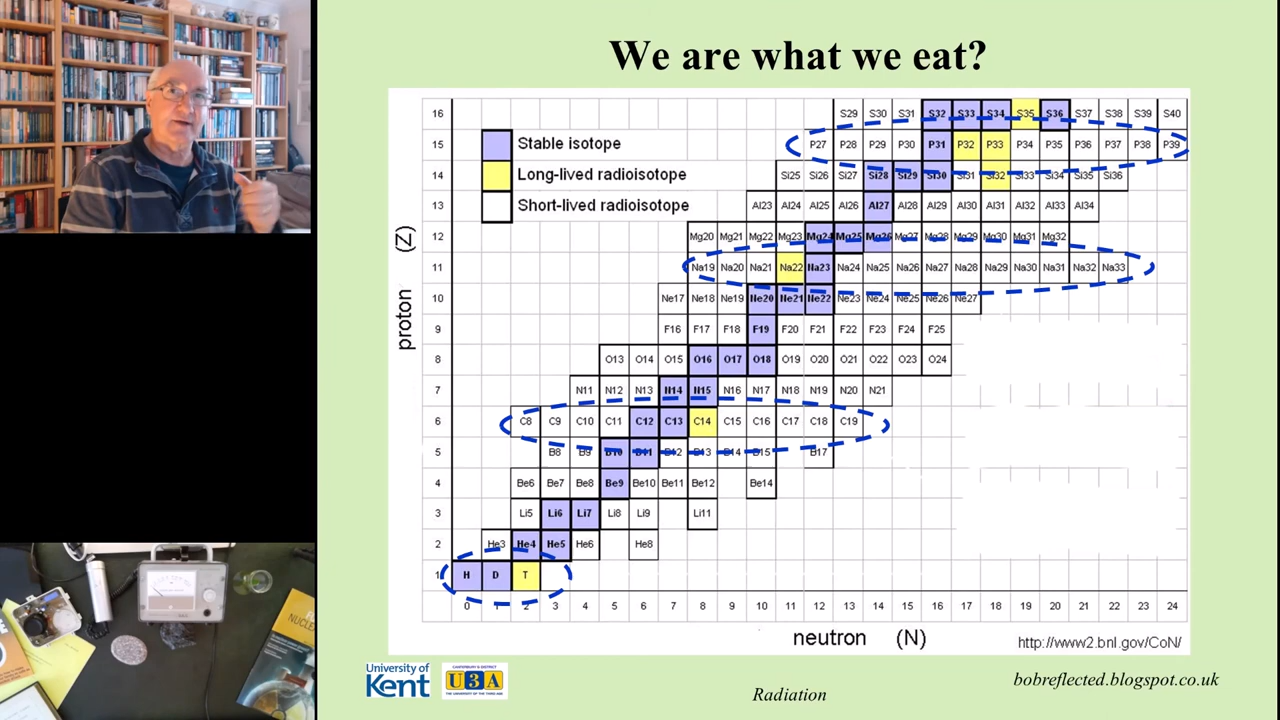 We are what we eat?
16 S29 S30 S31 S32 S33 S34 S35 S36 S37 S38 S39 S40
Stable isotope
15 P27 P28 P29 P30 P31 P32 P33 P34 P35 P36 P37 P38 P39
Long-lived radioisotope
14 Si25 Si26 Si27 Si28 Si29 Si30 Si31 Si32 Si33 Si34 Si35 Si36
Short-lived radioisotope
13 Al23 Al24 Al25 Al26 Al27 Al28 Al29 Al30 Al31 Al32 Al33 Al34
12 Mg20 Mg21 Mg22 Mg23 Mg24 Mg25 Mg26 Mg27 Mg28 Mg29 Mg30 Mg31 Mg32
11 Na19 Na20 Na21 Na22 Na23 Na24 Na25 Na26 Na27 Na28 Na29 Na30 Na31 Na32 Na33
10 Ne17 Ne18 Ne19 Ne20 Ne21 Ne22 Ne23 Ne24 Ne25 Ne26 Ne27
9 F16 F17 F18 F19 F20 F21 F22 F23 F24 F25
8 O13 O14 O15 O16 O17 O18 O19 O20 O21 O22 O23 O24
7 N11 N12 N13 N14 N15 N16 N17 N18 N19 N20 N21
6 C8 C9 C10 C11 C12 C13 C14 C15 C16 C17 C18 C19
5 B8 B9 B10 B11 B12 B13 B14 B15 B17
4 Be6 Be7 Be8 Be9 Be10 Be11 Be12 Be14
3 Li5 Li6 Li7 Li8 Li9 Li11
2 He3 He4 He5 He6 He8
1 H D T
0 1 2 3 4 5 6 7 8 9 10 11 12 13 14 15 16 17 18 19 20 21 22 23 24
proton (Z)
neutron (N)
http://www2.bnl.gov/CoN/
University of
Kent
CANTERBURY & DISTRICT
U3A
THE UNIVERSITY OF THE THIRD AGE
Radiation
bobreflected.blogspot.co.uk